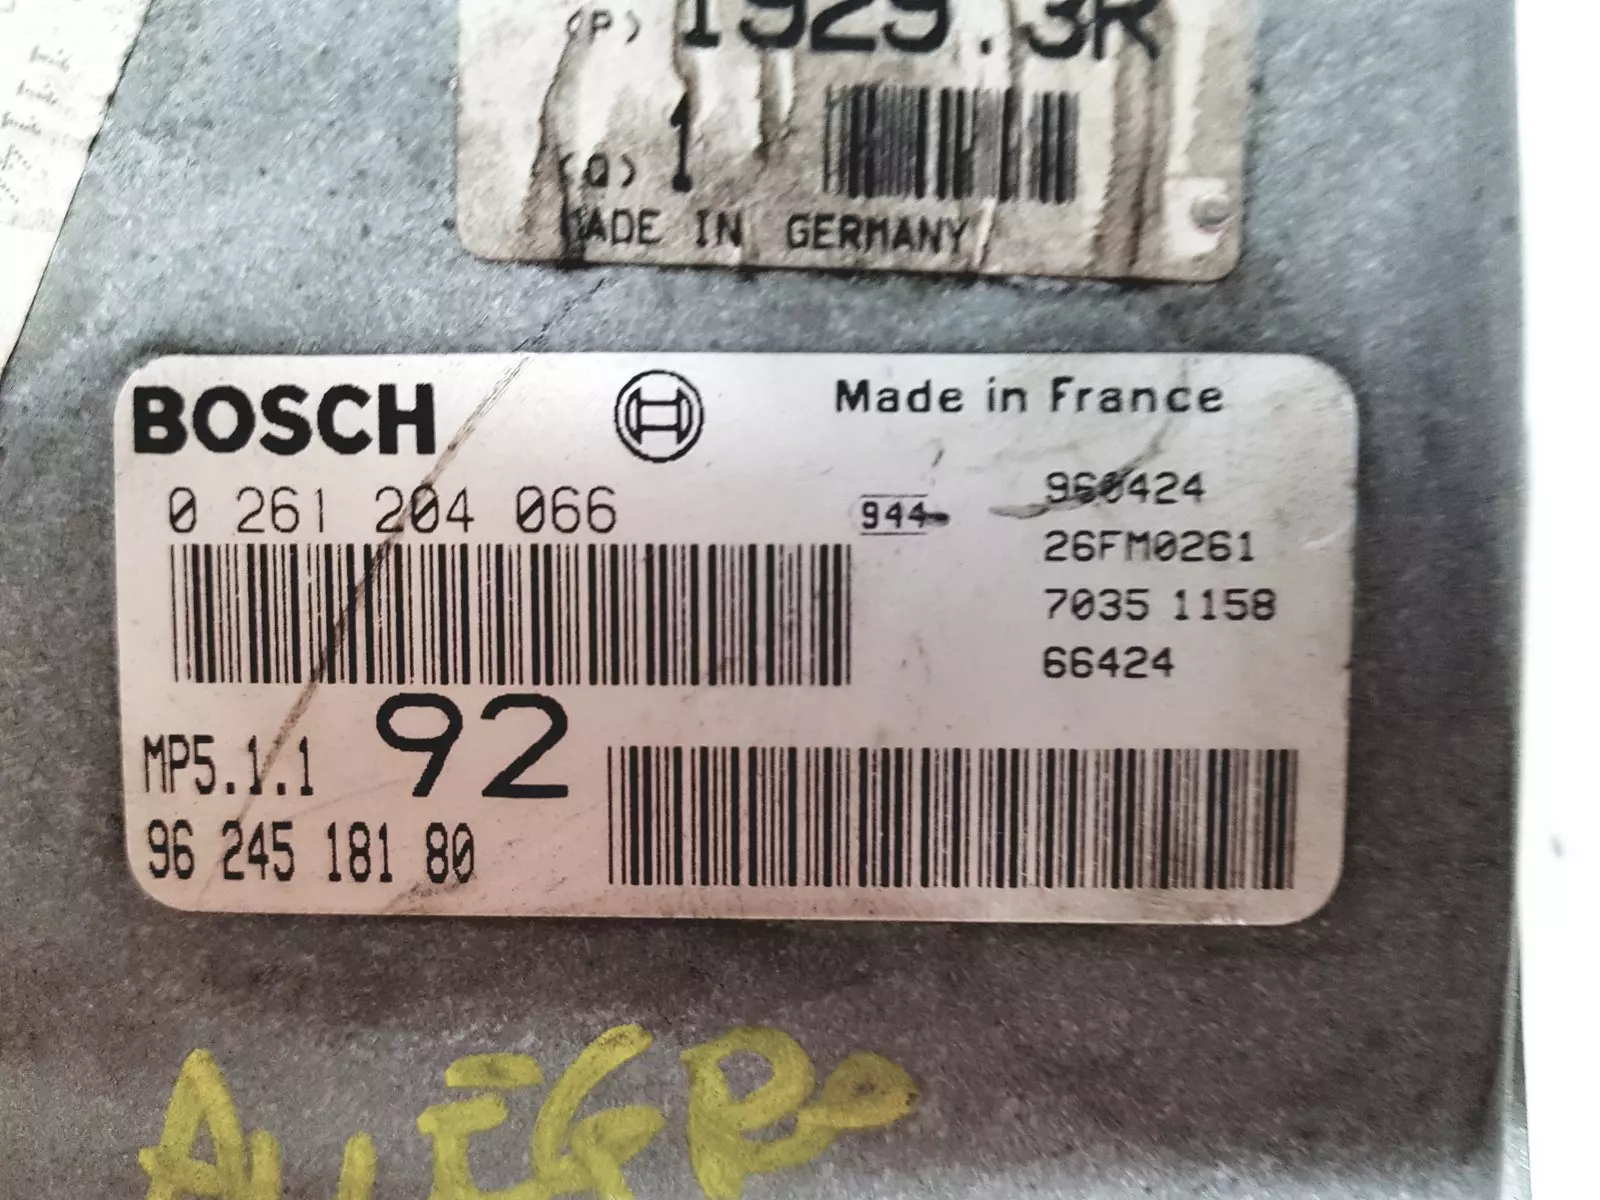 (P) 1929.3R
(Q) 1
MADE IN GERMANY
BOSCH
Made in France
0 261 204 066
944
960424
26FM0261
7035 1158
66424
MP5.1.1
92
96 245 181 80